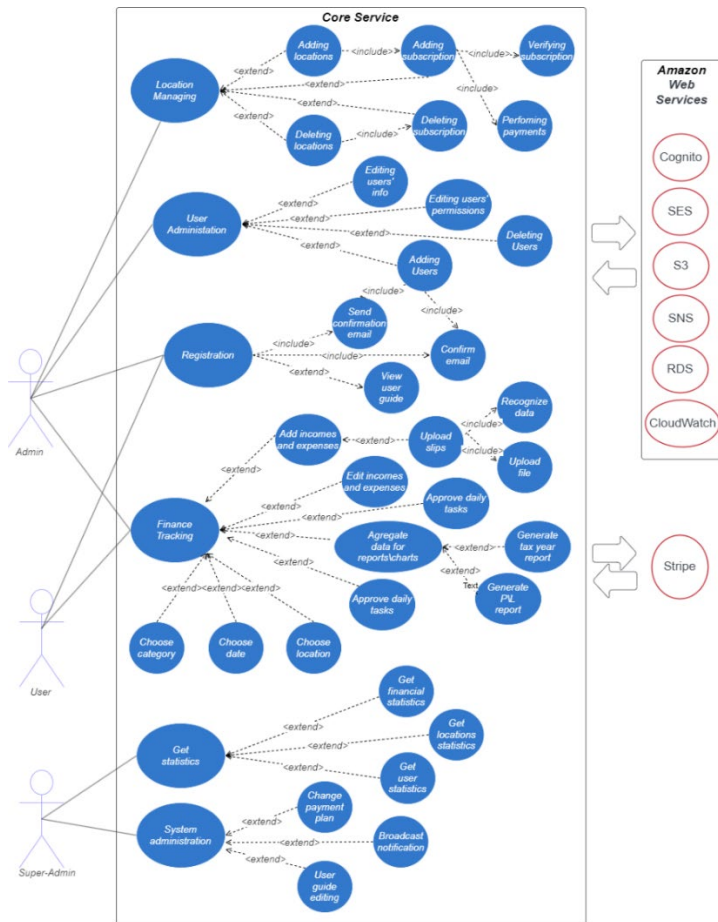 Core Service
Adding
locations
<include>
Adding
subscription
<include>
Verifying
subscription
<extend>
<extend>
<include>
Location
Managing
<extend>
<extend>
Deleting
locations
<include>
Deleting
subscription
Perfoming
payments
Editing
users'
info
<extend>
Editing users'
permissions
User
Administation
<extend>
<extend>
<extend>
Deleting
Users
Adding
Users
<include>
<include>
Send
confirmation
email
Registration
<include>
<include>
Confirm
email
<extend>
View
user
guide
Recognize
data
Add incomes
and expenses
<extend>
Upload
slips
<include>
<include>
Upload
file
<extend>
Edit incomes
and expenses
<extend>
Approve daily
tasks
Finance
Tracking
<extend>
<extend>
Agregate
data for
reports\charts
<extend>
Generate
tax year
report
<extend>
Text
Generate
P\L
report
<extend>
Approve daily
tasks
<extend>
<extend>
<extend>
Choose
category
Choose
date
Choose
location
Get
financial
statistics
<extend>
Get
locations
statistics
Get
statistics
<extend>
<extend>
Get
user
statistics
Change
payment
plan
<extend>
System
administration
<extend>
Broadcast
notification
<extend>
User
guide
editing
Admin
User
Super-Admin
Amazon
Web
Services
Cognito
SES
S3
SNS
RDS
CloudWatch
Stripe